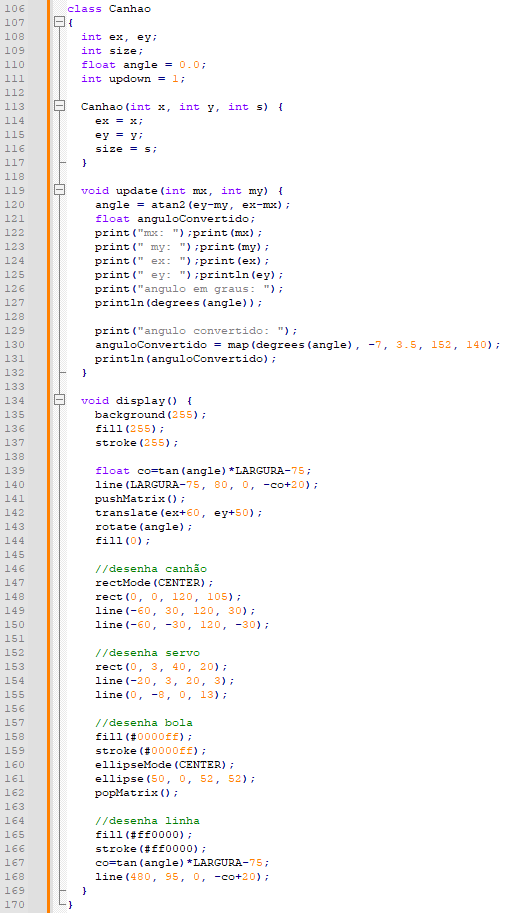 106 class Canhao
107 {
108   int ex, ey;
109   int size;
110   float angle = 0.0;
111   int updown = 1;
112
113   Canhao(int x, int y, int s) {
114     ex = x;
115     ey = y;
116     size = s;
117   }
118
119   void update(int mx, int my) {
120     angle = atan2(ey-my, ex-mx);
121     float anguloConvertido;
122     print("mx: ");print(mx);
123     print(" my: ");print(my);
124     print(" ex: ");print(ex);
125     print(" ey: ");println(ey);
126     print("angulo em graus: ");
127     println(degrees(angle));
128
129     print("angulo convertido: ");
130     anguloConvertido = map(degrees(angle), -7, 3.5, 152, 140);
131     println(anguloConvertido);
132   }
133
134   void display() {
135     background(255);
136     fill(255);
137     stroke(255);
138
139     float co=tan(angle)*LARGURA-75;
140     line(LARGURA-75, 80, 0, -co+20);
141     pushMatrix();
142     translate(ex+60, ey+50);
143     rotate(angle);
144     fill(0);
145
146     //desenha canhão
147     rectMode(CENTER);
148     rect(0, 0, 120, 105);
149     line(-60, 30, 120, 30);
150     line(-60, -30, 120, -30);
151
152     //desenha servo
153     rect(0, 3, 40, 20);
154     line(-20, 3, 20, 3);
155     line(0, -8, 0, 13);
156
157     //desenha bola
158     fill(#0000ff);
159     stroke(#0000ff);
160     ellipseMode(CENTER);
161     ellipse(50, 0, 52, 52);
162     popMatrix();
163
164     //desenha linha
165     fill(#ff0000);
166     stroke(#ff0000);
167     co=tan(angle)*LARGURA-75;
168     line(480, 95, 0, -co+20);
169   }
170 }